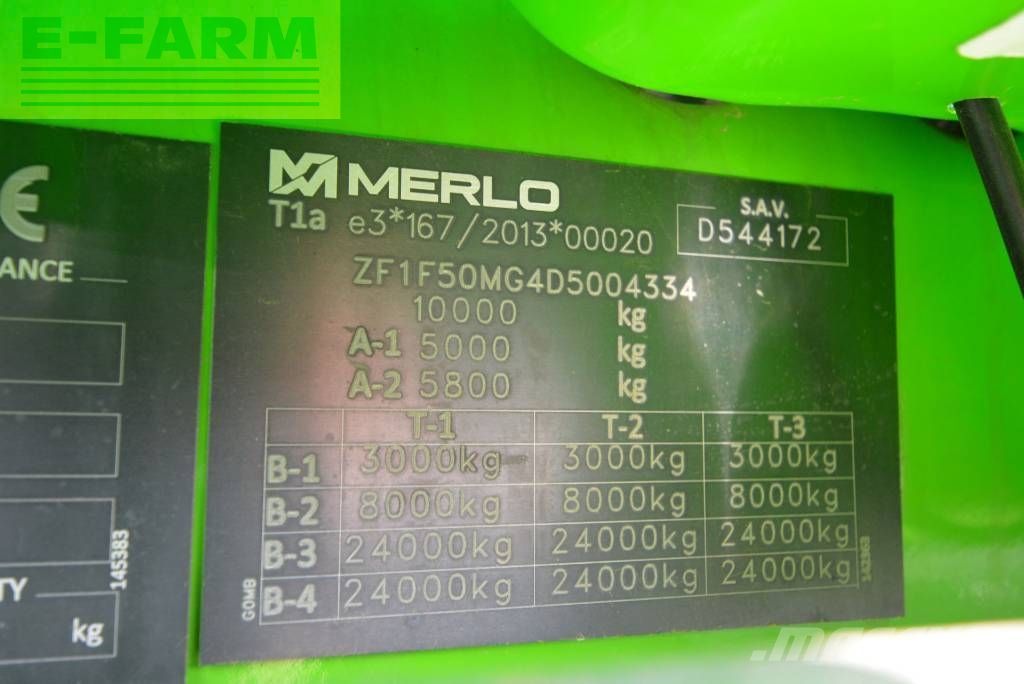 E-FARM
CE
ANCE
145383
TY
kg
MERLO
T1a e3*167/2013*00020
S.A.V.
D544172
ZF1F50MG4D5004334
10000 kg
A-1 5000 kg
A-2 5800 kg
T-1 T-2 T-3
B-1 3000kg 3000kg 3000kg
B-2 8000kg 8000kg 8000kg
B-3 24000kg 24000kg 24000kg
B-4 24000kg 24000kg 24000kg
GOMB